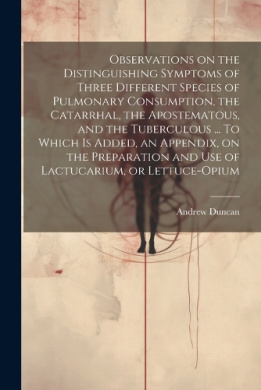 Observations on the
Distinguishing Symptoms of
Three Different Species of
Pulmonary Consumption, the
Catarrhal, the Apostematous,
and the Tuberculous ... To
Which Is Added, an Appendix,
on the Preparation and Use of
Lactucarium, or Lettuce-Opium
Andrew Duncan